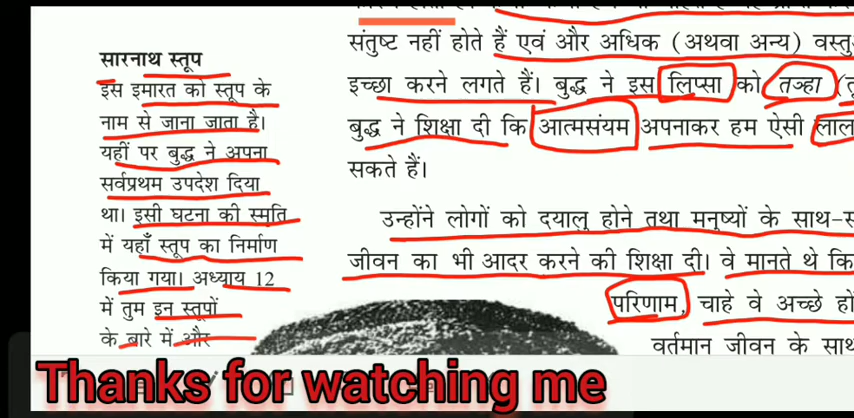 सारनाथ स्तूप
इस इमारत को स्तूप के
नाम से जाना जाता है।
यहीं पर बुद्ध ने अपना
सर्वप्रथम उपदेश दिया
था। इसी घटना की स्मृति
में यहाँ स्तूप का निर्माण
किया गया। अध्याय 12
में तुम इन स्तूपों
के बारे में और
संतुष्ट नहीं होते हैं एवं और अधिक (अथवा अन्य) वस्तु
इच्छा करने लगते हैं। बुद्ध ने इस लिप्सा को तञ्हा (तृ
बुद्ध ने शिक्षा दी कि आत्मसंयम अपनाकर हम ऐसी लाल
सकते हैं।
उन्होंने लोगों को दयालु होने तथा मनुष्यों के साथ-स
जीवन का भी आदर करने की शिक्षा दी। वे मानते थे कि
परिणाम, चाहे वे अच्छे हों
वर्तमान जीवन के साथ
Thanks for watching me